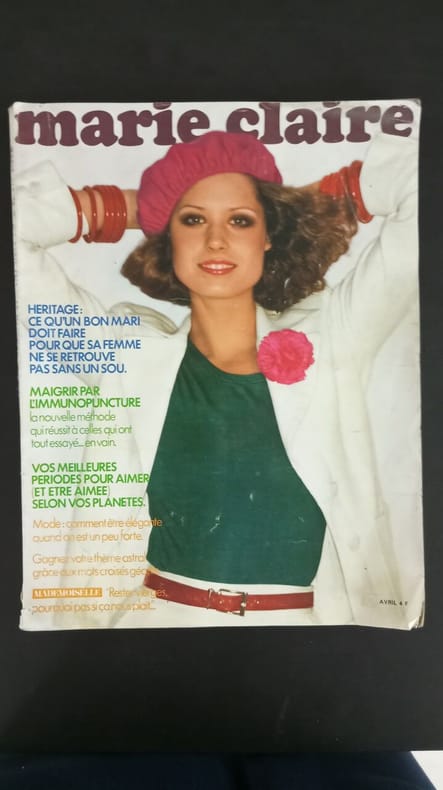 marie claire
HERITAGE:
CE QU'UN BON MARI
DOIT FAIRE
POUR QUE SA FEMME
NE SE RETROUVE
PAS SANS UN SOU.
MAIGRIR PAR
L'IMMUNOPUNCTURE
la nouvelle méthode
qui réussit à celles qui ont
tout essayé... en vain.
VOS MEILLEURES
PERIODES POUR AIMER
(ET ETRE AIMEE)
SELON VOS PLANETES.
Mode: comment être élégante
quand on est un peu forte.
Gagnez votre thème astral
grâce aux mots croisés
MADEMOISELLE "Rester vierges,
pourquoi pas si ça nous plaît...
AVRIL 4 F